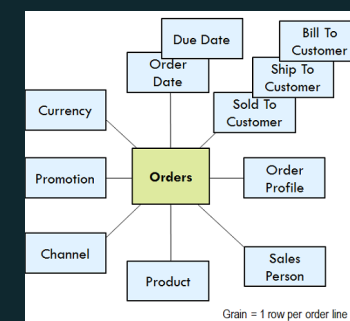 Due Date
Order
Date
Bill To
Customer
Ship To
Customer
Sold To
Customer
Currency
Promotion
Orders
Order
Profile
Channel
Product
Sales
Person
Grain = 1 row per order line